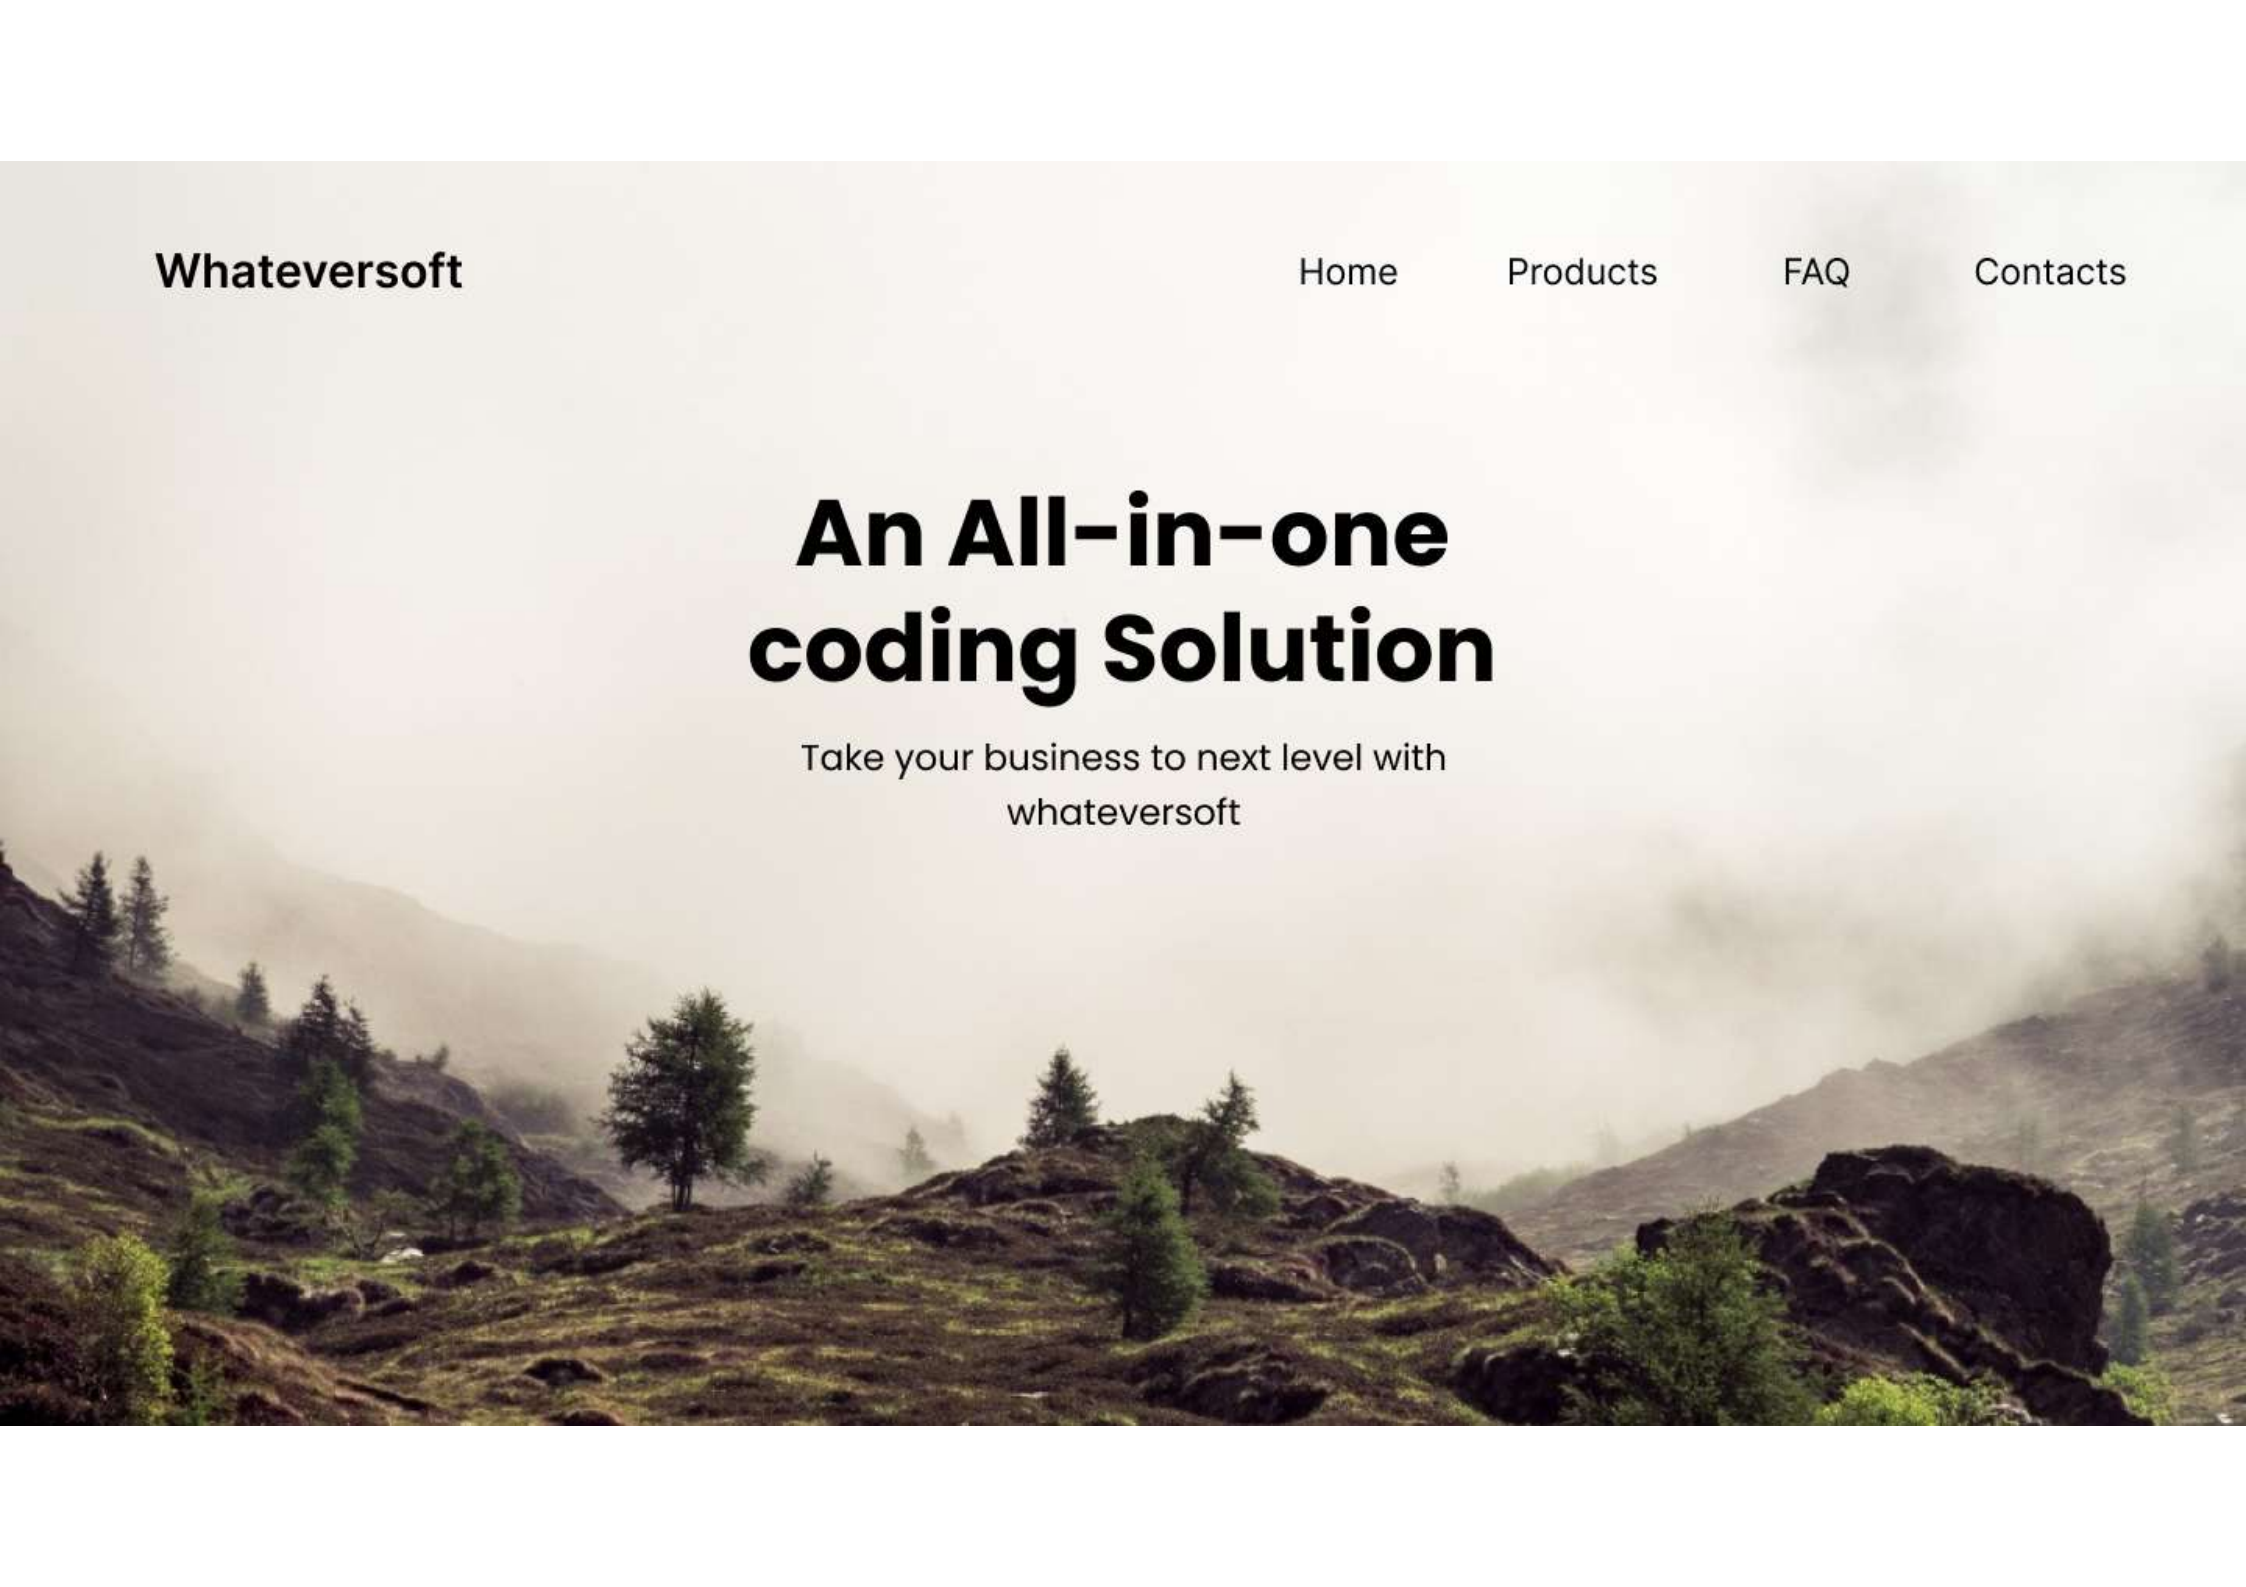 Whateversoft
Home Products FAQ Contacts
An All-in-one
coding Solution
Take your business to next level with
whateversoft